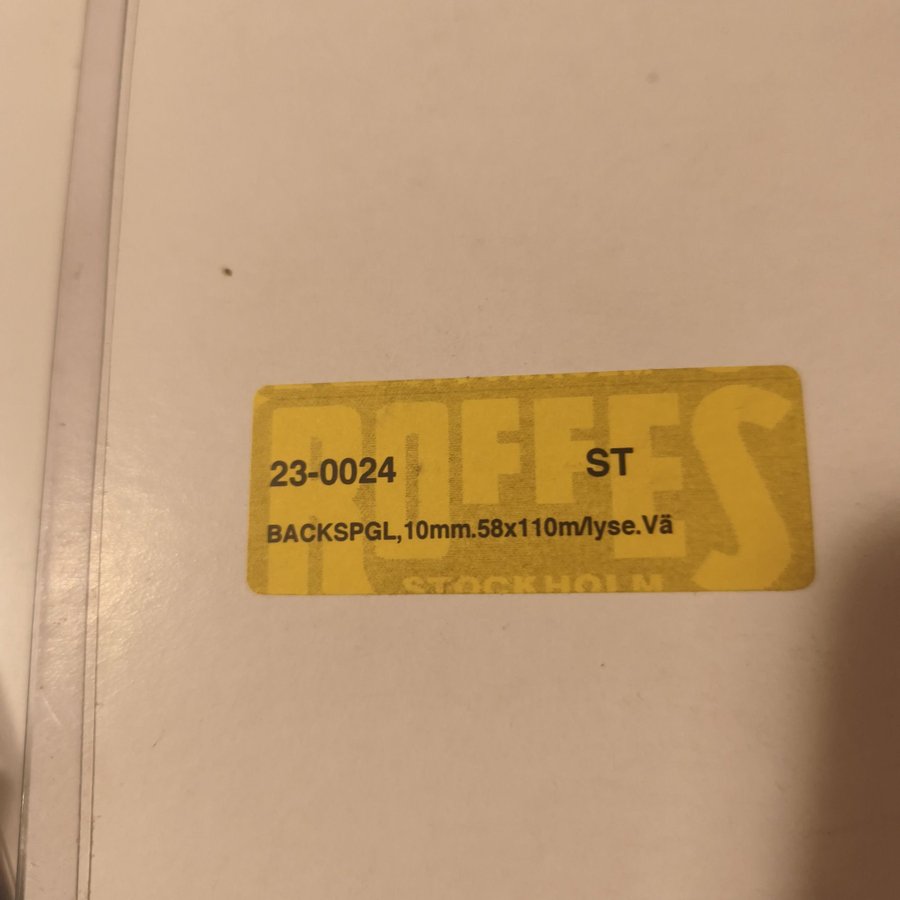 ROFFES
23-0024 ST
BACKSPGL,10mm.58x110m/lyse.Vä
STOCKHOLM